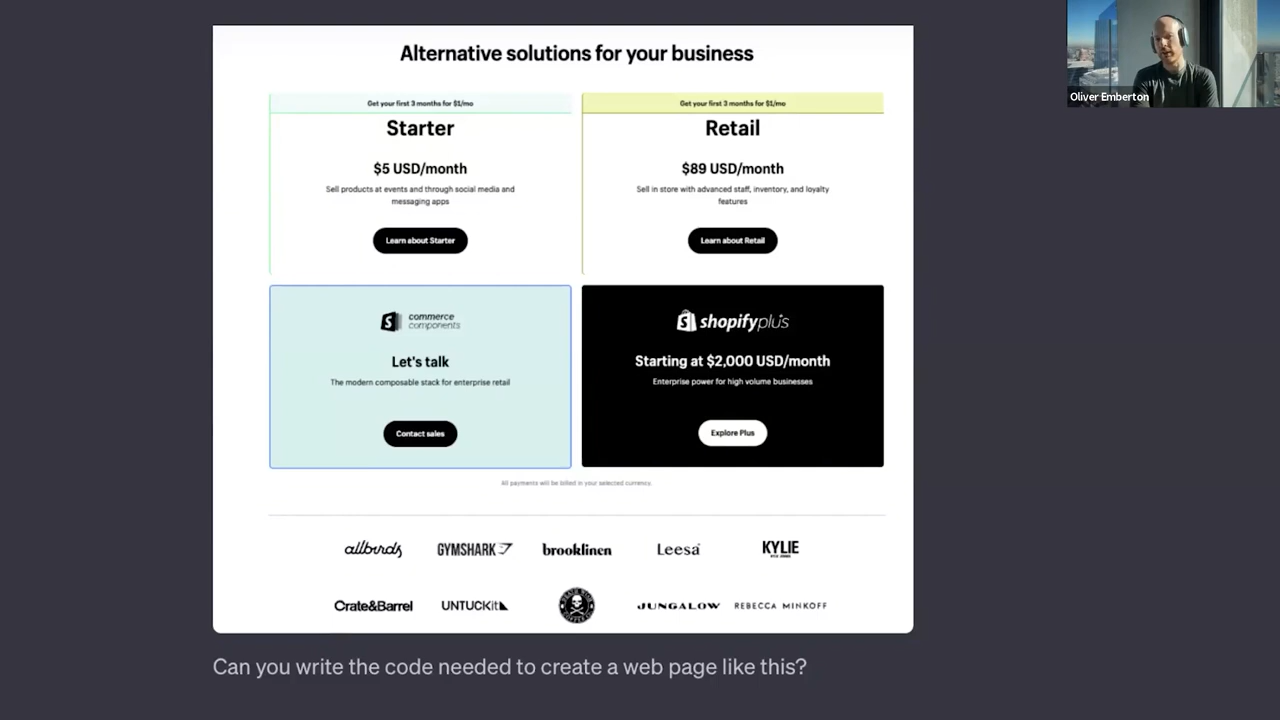 Alternative solutions for your business
Get your first 3 months for $1/mo
Starter
$5 USD/month
Sell products at events and through social media and
messaging apps
Learn about Starter
Get your first 3 months for $1/mo
Retail
$89 USD/month
Sell in store with advanced staff, inventory, and loyalty
features
Learn about Retail
commerce
components
Let's talk
The modern composable stack for enterprise retail
Contact sales
shopifyplus
Starting at $2,000 USD/month
Enterprise power for high volume businesses
Explore Plus
All payments will be billed in your selected currency.
allbirds
GYMSHARK
brooklinen
Leesa
KYLIE
Crate&Barrel
UNTUCKit
JUNGALOW
REBECCA MINKOFF
Can you write the code needed to create a web page like this?
Oliver Emberton